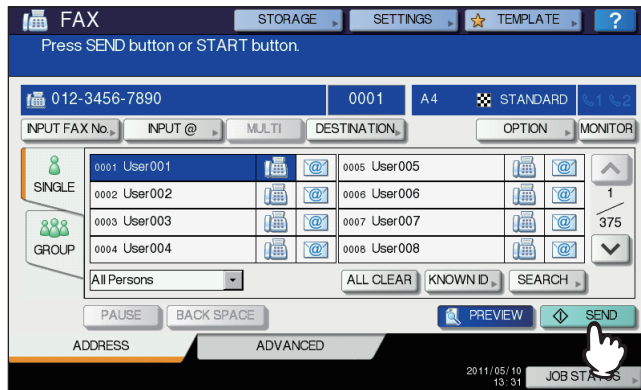 FAX STORAGE SETTINGS TEMPLATE ?
Press SEND button or START button.
012-3456-7890 0001 A4 STANDARD 1 2
INPUT FAX No. INPUT @ MULTI DESTINATION OPTION MONITOR
SINGLE
GROUP
0001 User001 @ 0005 User005 @
0002 User002 @ 0006 User006 @
0003 User003 @ 0007 User007 @
0004 User004 @ 0008 User008 @
1
375
All Persons ALL CLEAR KNOWN ID SEARCH
PAUSE BACK SPACE PREVIEW SEND
ADDRESS ADVANCED
2011/05/10
13:31 JOB STATUS